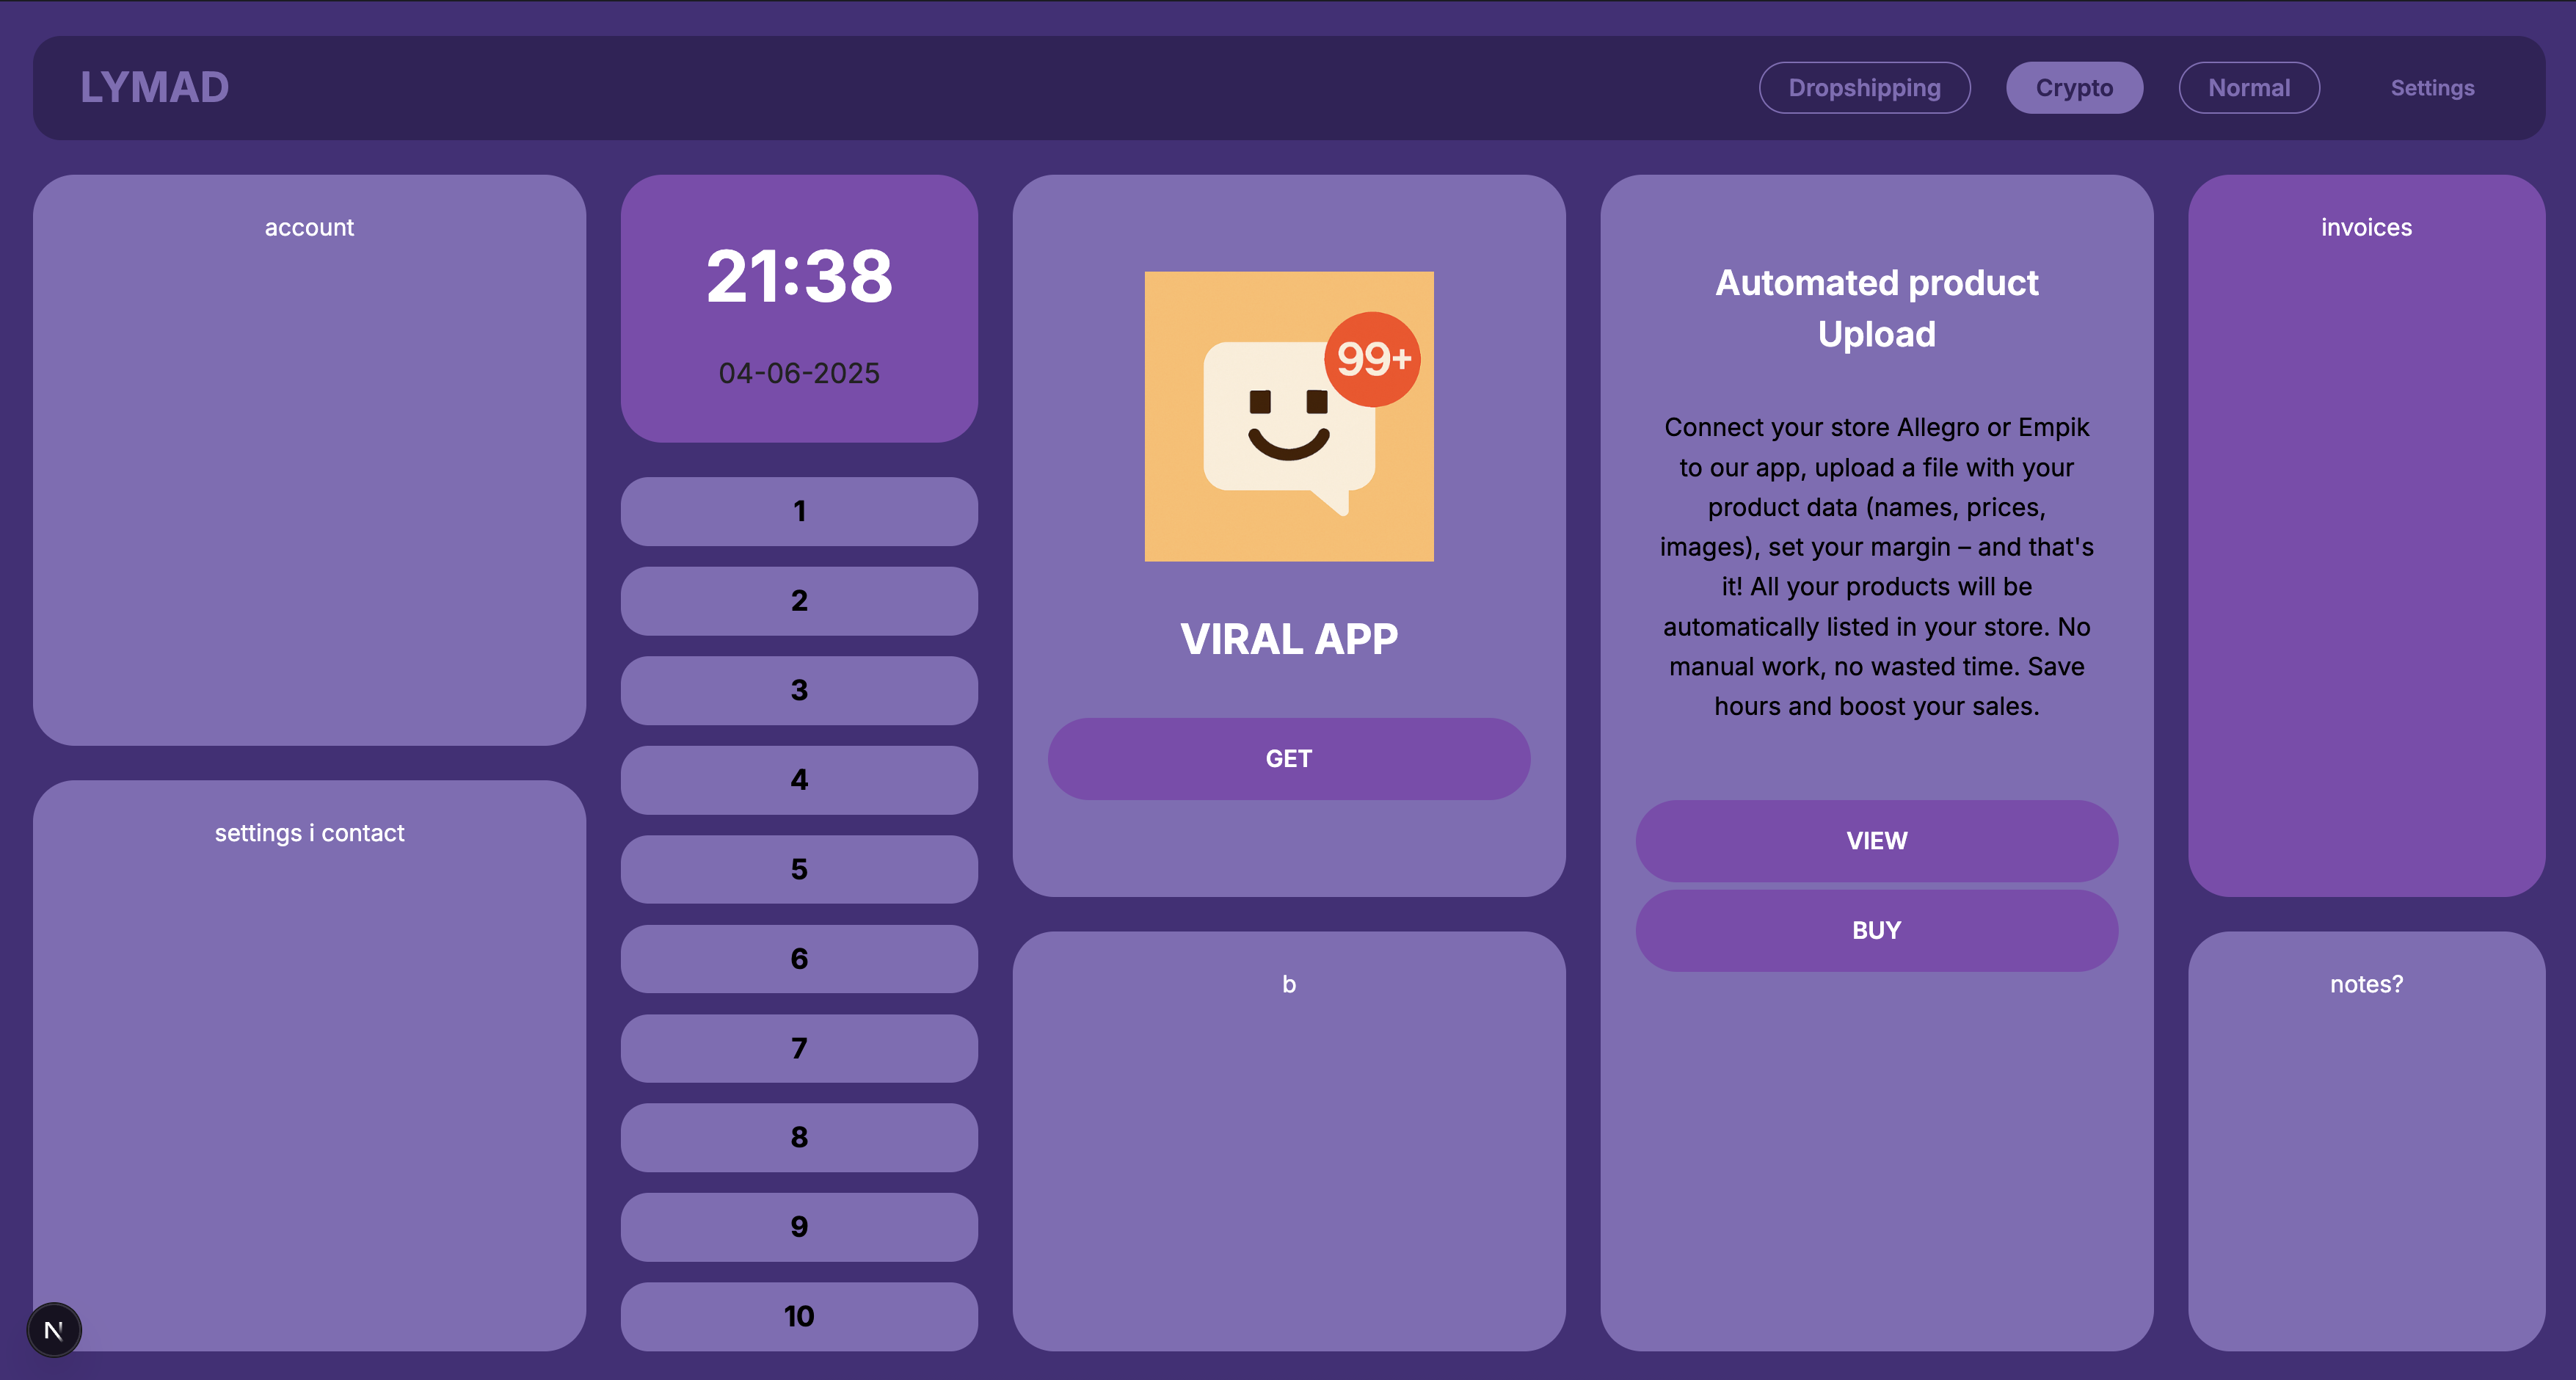 LYMAD
Dropshipping
Crypto
Normal
Settings
account
settings i contact
21:38
04-06-2025
1
2
3
4
5
6
7
8
9
10
99+
VIRAL APP
GET
b
Automated product
Upload
Connect your store Allegro or Empik
to our app, upload a file with your
product data (names, prices,
images), set your margin – and that's
it! All your products will be
automatically listed in your store. No
manual work, no wasted time. Save
hours and boost your sales.
VIEW
BUY
invoices
notes?
N